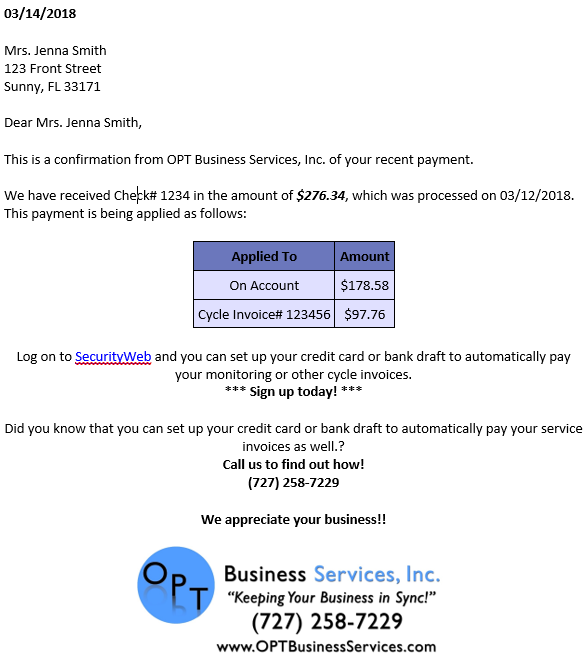 03/14/2018
Mrs. Jenna Smith
123 Front Street
Sunny, FL 33171
Dear Mrs. Jenna Smith,
This is a confirmation from OPT Business Services, Inc. of your recent payment.
We have received Check# 1234 in the amount of $276.34, which was processed on 03/12/2018.
This payment is being applied as follows:
Applied To Amount
On Account $178.58
Cycle Invoice# 123456 $97.76
Log on to SecurityWeb and you can set up your credit card or bank draft to automatically pay
your monitoring or other cycle invoices.
*** Sign up today! ***
Did you know that you can set up your credit card or bank draft to automatically pay your service
invoices as well.?
Call us to find out how!
(727) 258-7229
We appreciate your business!!
OPT
Business Services, Inc.
"Keeping Your Business in Sync!"
(727) 258-7229
www.OPTBusinessServices.com